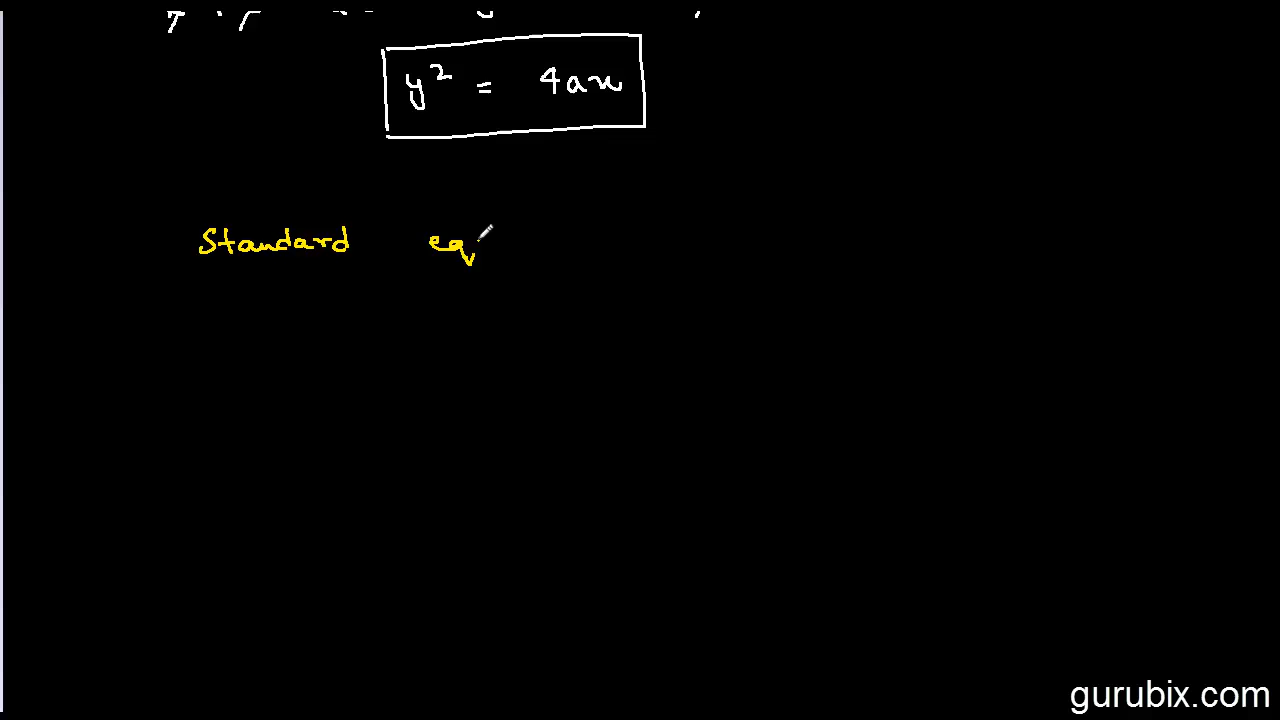 y² = 4ax
Standard eq
gurubix.com